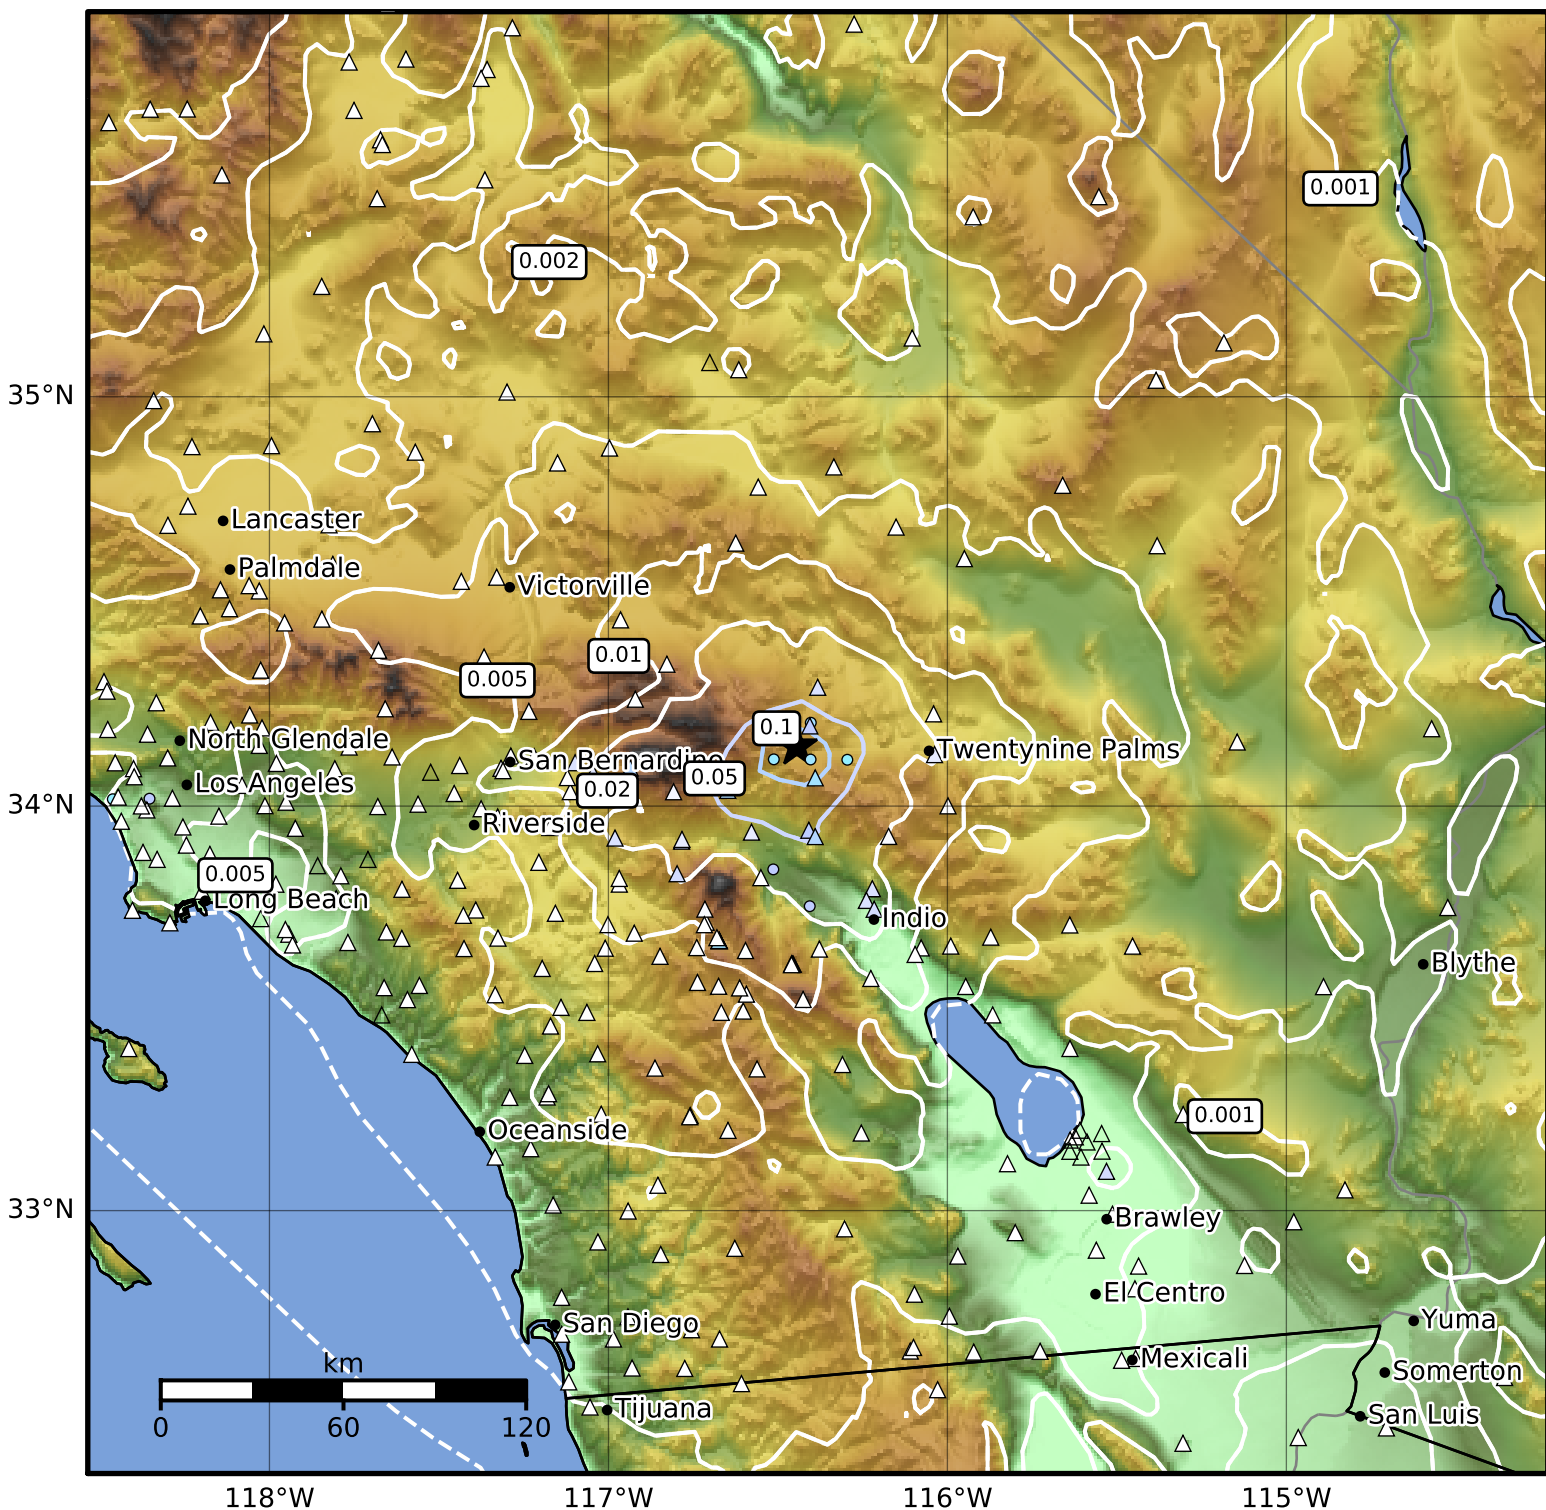 0.001
0.002
35°N
Lancaster
Palmdale
Victorville
0.01
0.005
0.1
North Glendale
Twentynine Palms
San Bernardino
0.05
Los Angeles
0.02
34°N
Riverside
0.005
Long Beach
Indio
Blythe
0.001
Oceanside
33°N
Brawley
El Centro
San Diego
Yuma
km
Mexicali
Somerton
Tijuana
San Luis
0 60 120
118°W 117°W 116°W 115°W